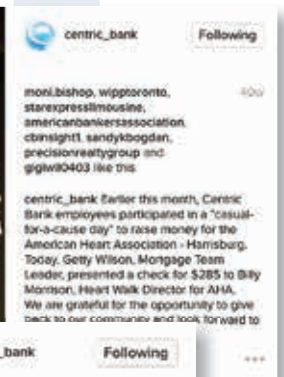 centric_bank Following
moni.bishop, wipptoronto, 40w
starexpresslimousine,
americanbankersassociation,
cbinsight1, sandykbogdan,
precisionrealtygroup and
gigiwill0403 like this
centric_bank Earlier this month, Centric
Bank employees participated in a "casual-
for-a-cause day" to raise money for the
American Heart Association - Harrisburg.
Today, Getty Wilson, Mortgage Team
Leader, presented a check for $285 to Billy
Morrison, Heart Walk Director for AHA.
We are grateful for the opportunity to give
back to our community and look forward to
_bank Following